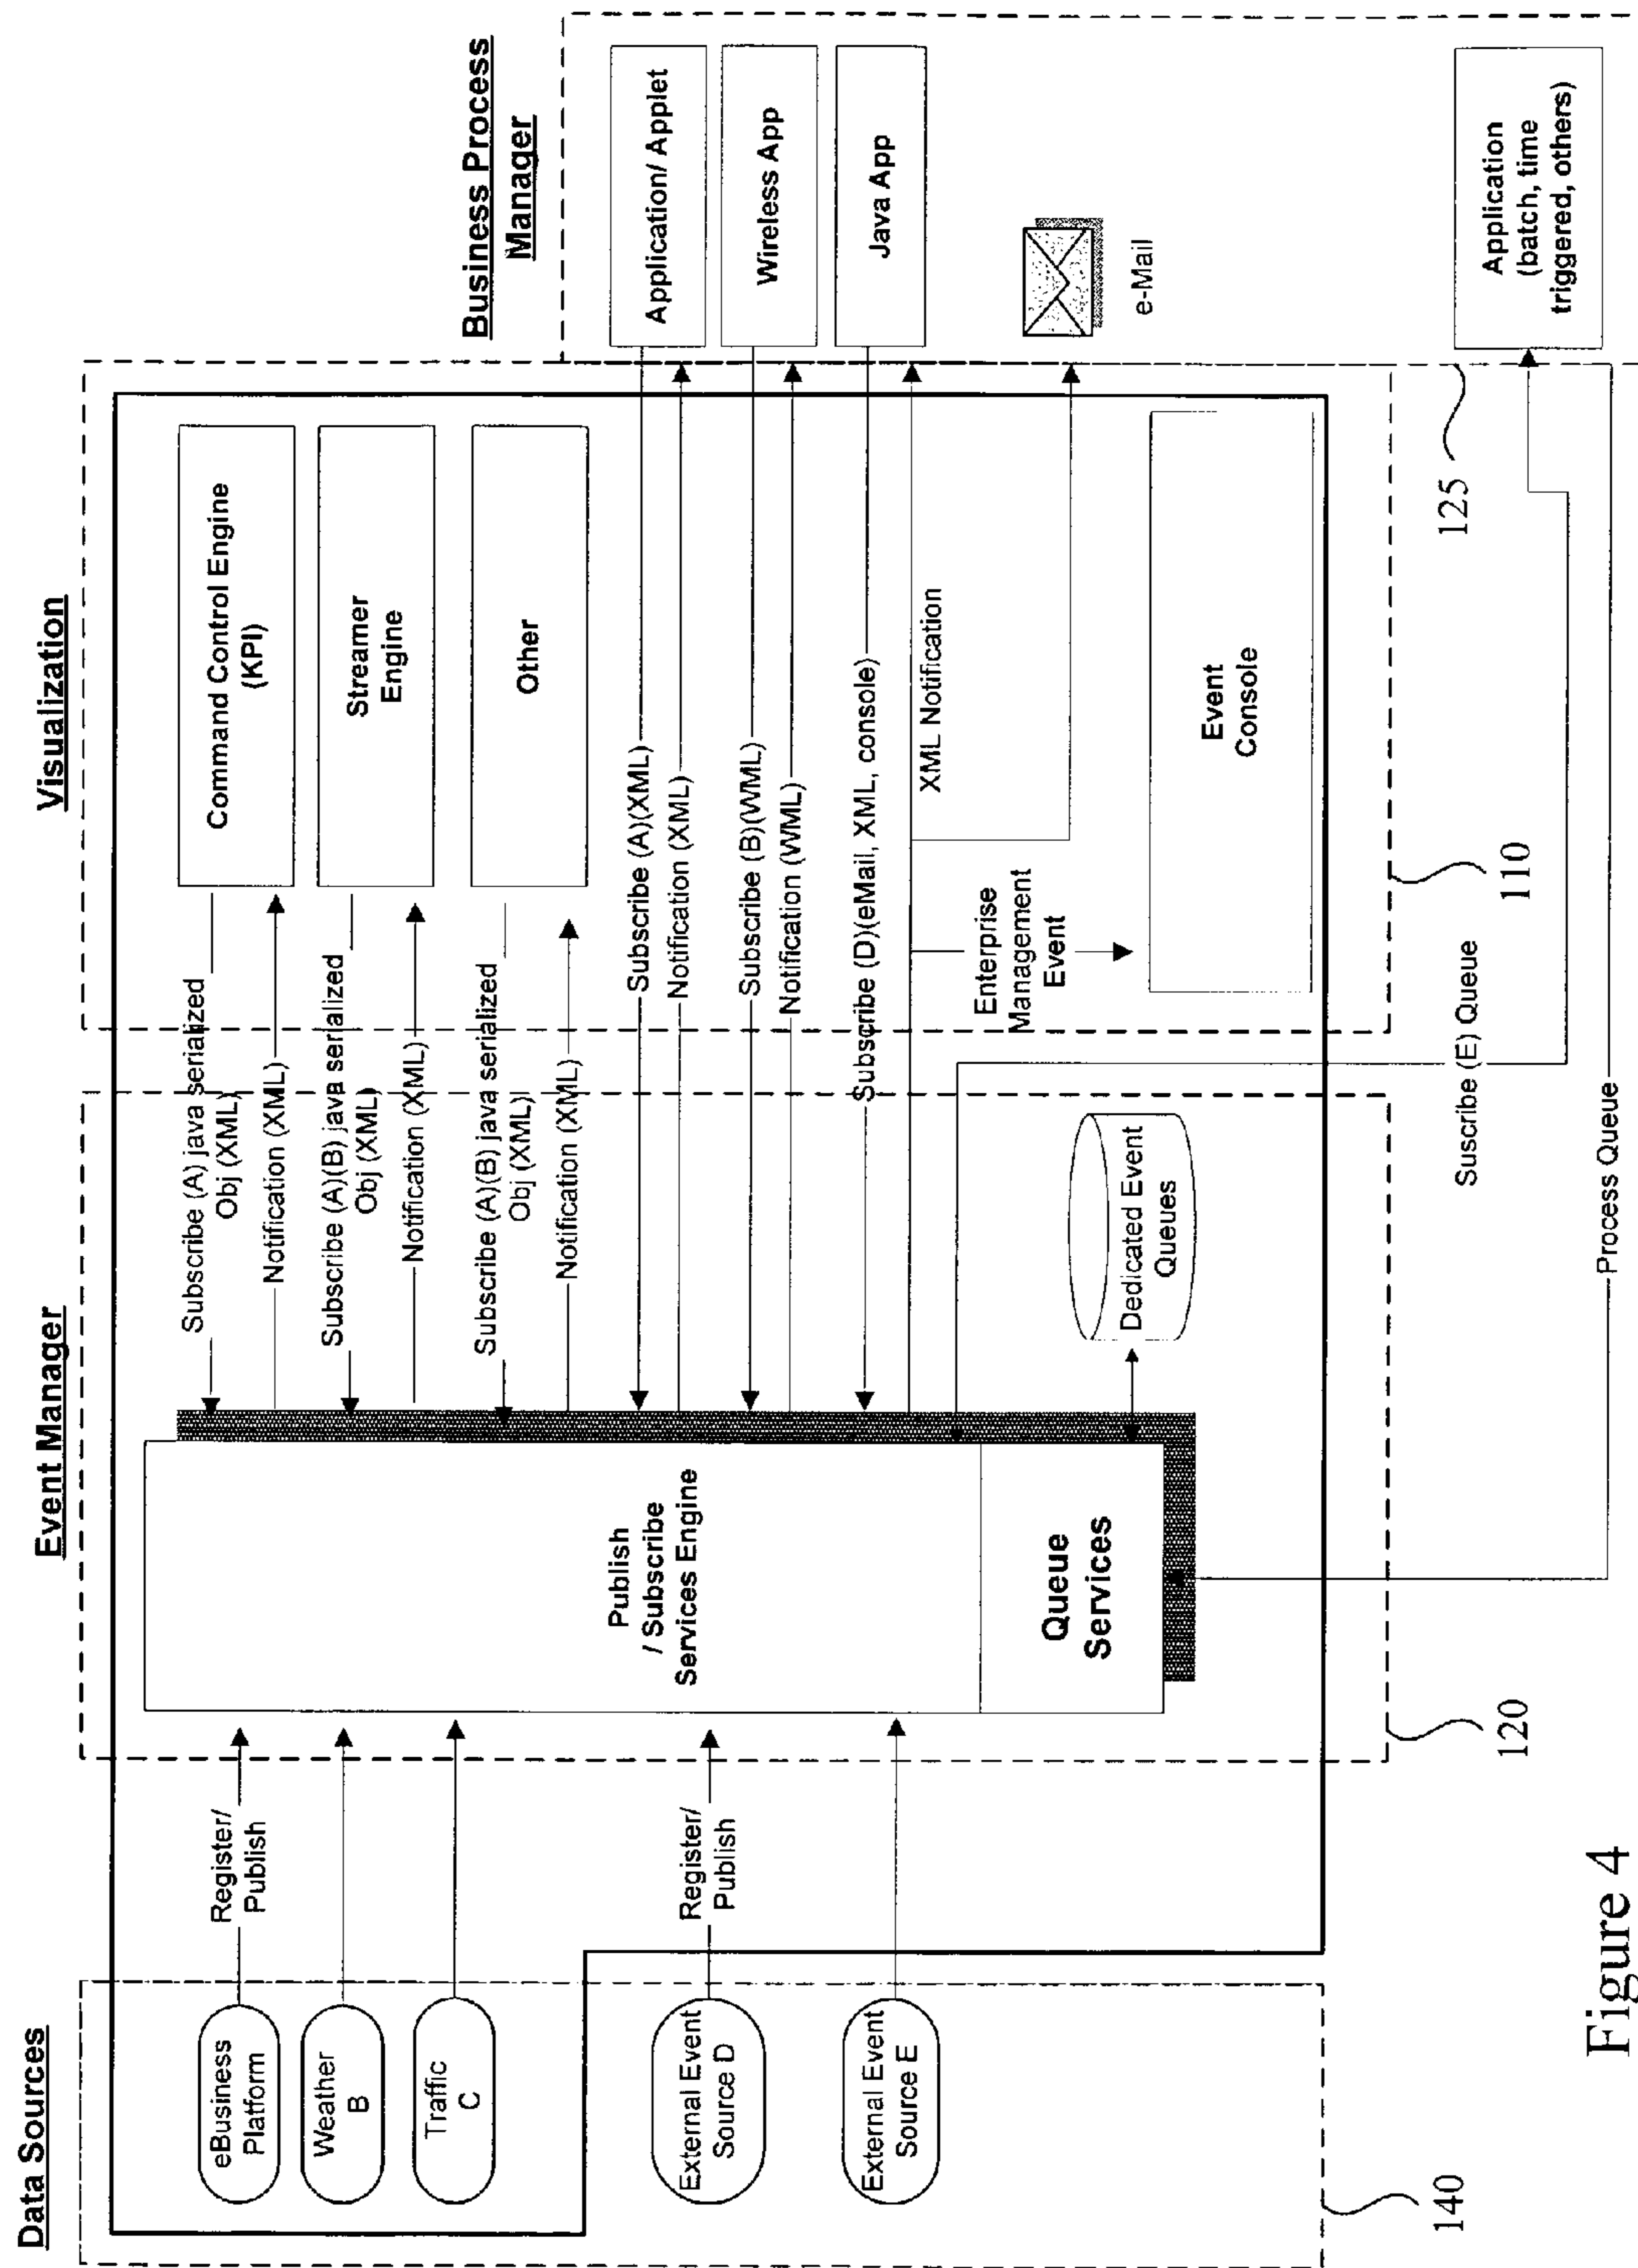 Data Sources
Event Manager
Visualization
Business Process
Manager
eBusiness
Platform
Weather
B
Traffic
C
External Event
Source D
External Event
Source E
140
Register/
Publish
Register/
Publish
Publish
/ Subscribe
Services Engine
Queue
Services
120
Subscribe (A) java serialized
Obj (XML)
Notification (XML)
Subscribe (A)(B) java serialized
Obj (XML)
Notification (XML)
Subscribe (A)(B) java serialized
Obj (XML)
Notification (XML)
Subscribe (A)(XML)
Notification (XML)
Subscribe (B)(WML)
Notification (WML)
Subscribe (D)(eMail, XML, console)
XML Notification
Enterprise
Management
Event
Dedicated Event
Queues
Command Control Engine
(KPI)
Streamer
Engine
Other
Event
Console
110
125
Application/ Applet
Wireless App
Java App
e-Mail
Application
(batch, time
triggered, others)
Suscribe (E) Queue
Process Queue
Figure 4